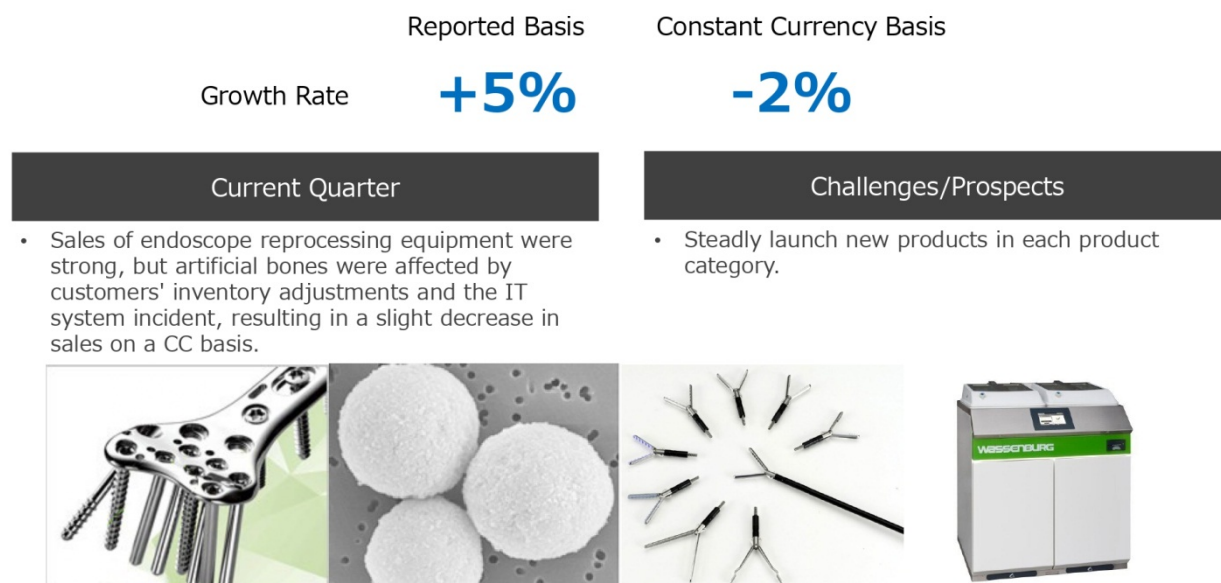 Reported Basis
Constant Currency Basis
Growth Rate
+5%
-2%
Current Quarter
• Sales of endoscope reprocessing equipment were
strong, but artificial bones were affected by
customers' inventory adjustments and the IT
system incident, resulting in a slight decrease in
sales on a CC basis.
Challenges/Prospects
• Steadily launch new products in each product
category.
WASSENBURG